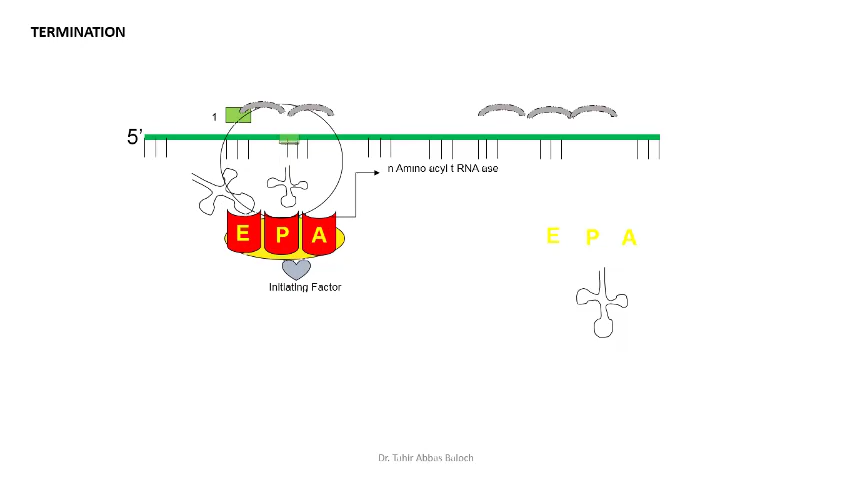 TERMINATION
1
5’
n Amino acyl t RNA ase
E P A
E P A
Initiating Factor
Dr. Tahir Abbas Baloch